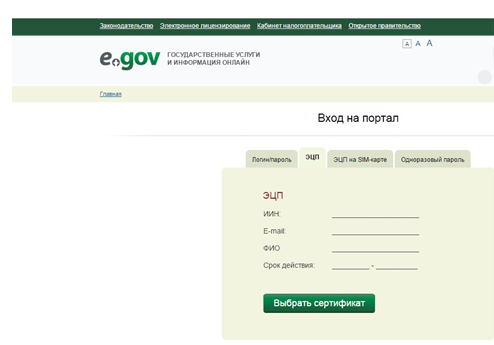 Законодательство Электронное лицензирование Кабинет налогоплательщика Открытое правительство
A A A
e.gov ГОСУДАРСТВЕННЫЕ УСЛУГИ
И ИНФОРМАЦИЯ ОНЛАЙН
Главная
Вход на портал
Логин/пароль ЭЦП ЭЦП на SIM-карте Одноразовый пароль
ЭЦП
ИИН:
E-mail:
ФИО
Срок действия: -
Выбрать сертификат